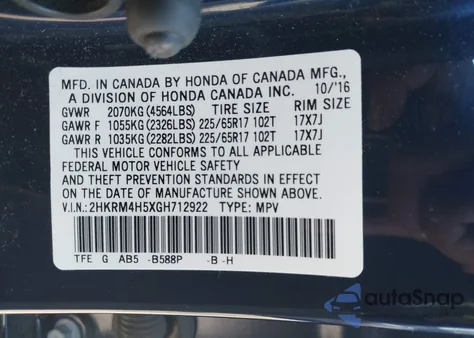 MFD. IN CANADA BY HONDA OF CANADA MFG.,
A DIVISION OF HONDA CANADA INC. 10/'16
GVWR 2070KG(4564LBS) TIRE SIZE RIM SIZE
GAWR F 1055KG(2326LBS) 225/65R17 102T 17X7J
GAWR R 1035KG(2282LBS) 225/65R17 102T 17X7J
THIS VEHICLE CONFORMS TO ALL APPLICABLE
FEDERAL MOTOR VEHICLE SAFETY
AND THEFT PREVENTION STANDARDS IN EFFECT
ON THE DATE OF MANUFACTURE SHOWN ABOVE.
V.I.N.: 2HKRM4H5XGH712922 TYPE: MPV
TFE G AB5 -B588P -B -H
autoSnap